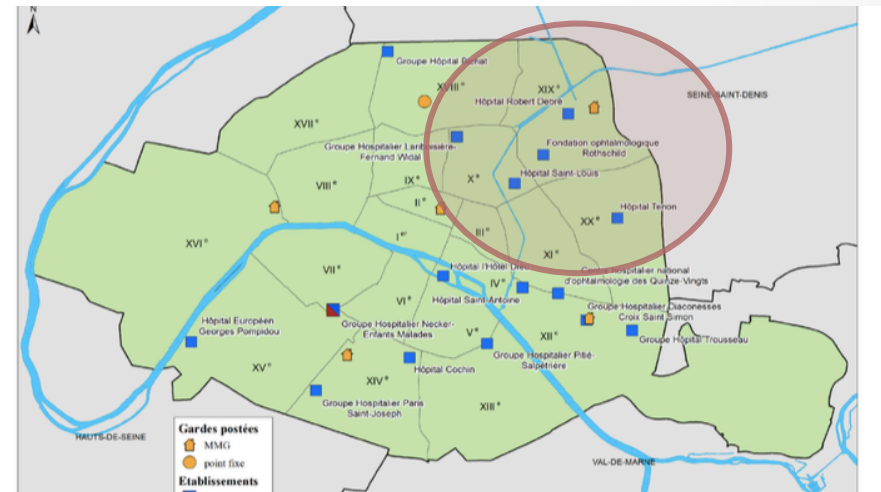 N
Groupe Hôpital Bichat
XVIII°
XIX°
SEINE SAINT-DENIS
Hôpital Robert Debré
XVII°
Groupe Hospitalier Lariboisière-
Fernand Widal
Fondation ophtalmologique
Rothschild
Hôpital Saint-Louis
IX°
X°
VIII°
II°
Hôpital Tenon
XX°
III°
I°
XVI°
XI°
VII°
Hôpital l'Hôtel Dieu
Centre hospitalier national
d'ophtalmologie des Quinze-Vingts
IV°
Hôpital Saint-Antoine
VI°
Groupe Hospitalier Diaconesses
Croix Saint Simon
Hôpital Européen
Georges Pompidou
Groupe Hospitalier Necker-
Enfants Malades
V°
XII°
Groupe Hôpital Trousseau
Groupe Hospitalier Pitié-
Salpêtrière
Hôpital Cochin
XV°
XIV°
Groupe Hospitalier Paris
Saint-Joseph
XIII°
Gardes postées
MMG
point fixe
Etablissements
HAUTS-DE-SEINE
VAL-DE-MARNE